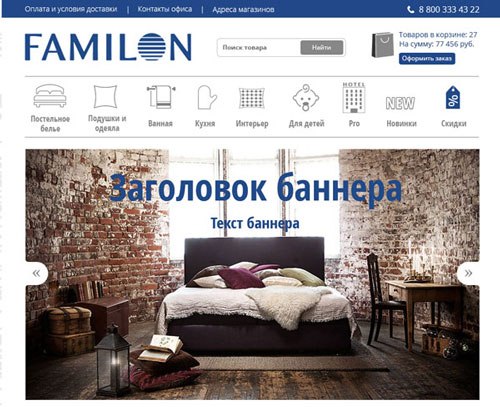 Оплата и условия доставки | Контакты офиса | Адреса магазинов 8 800 333 43 22
FAMILON
Поиск товара Найти
Товаров в корзине: 27
На сумму: 77 456 руб.
Оформить заказ
HOTEL
NEW
%
Постельное белье
Подушки и одеяла
Ванная
Кухня
Интерьер
Для детей
Pro
Новинки
Скидки
Заголовок баннера
Текст баннера